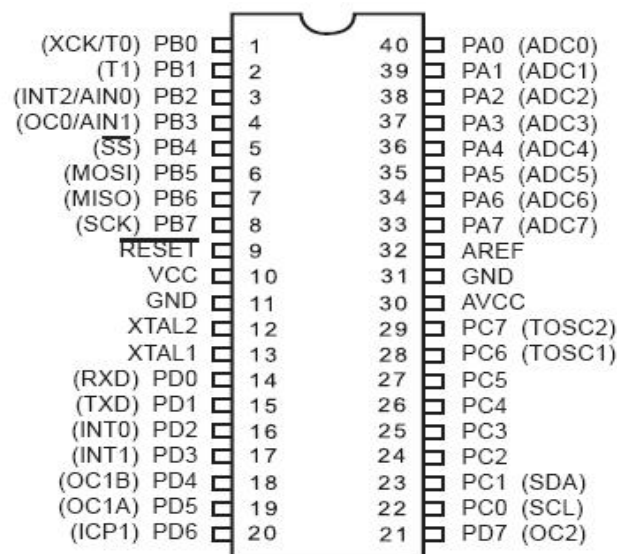 (XCK/T0) PB0 1 40 PA0 (ADC0)
(T1) PB1 2 39 PA1 (ADC1)
(INT2/AIN0) PB2 3 38 PA2 (ADC2)
(OC0/AIN1) PB3 4 37 PA3 (ADC3)
(SS) PB4 5 36 PA4 (ADC4)
(MOSI) PB5 6 35 PA5 (ADC5)
(MISO) PB6 7 34 PA6 (ADC6)
(SCK) PB7 8 33 PA7 (ADC7)
RESET 9 32 AREF
VCC 10 31 GND
GND 11 30 AVCC
XTAL2 12 29 PC7 (TOSC2)
XTAL1 13 28 PC6 (TOSC1)
(RXD) PD0 14 27 PC5
(TXD) PD1 15 26 PC4
(INT0) PD2 16 25 PC3
(INT1) PD3 17 24 PC2
(OC1B) PD4 18 23 PC1 (SDA)
(OC1A) PD5 19 22 PC0 (SCL)
(ICP1) PD6 20 21 PD7 (OC2)